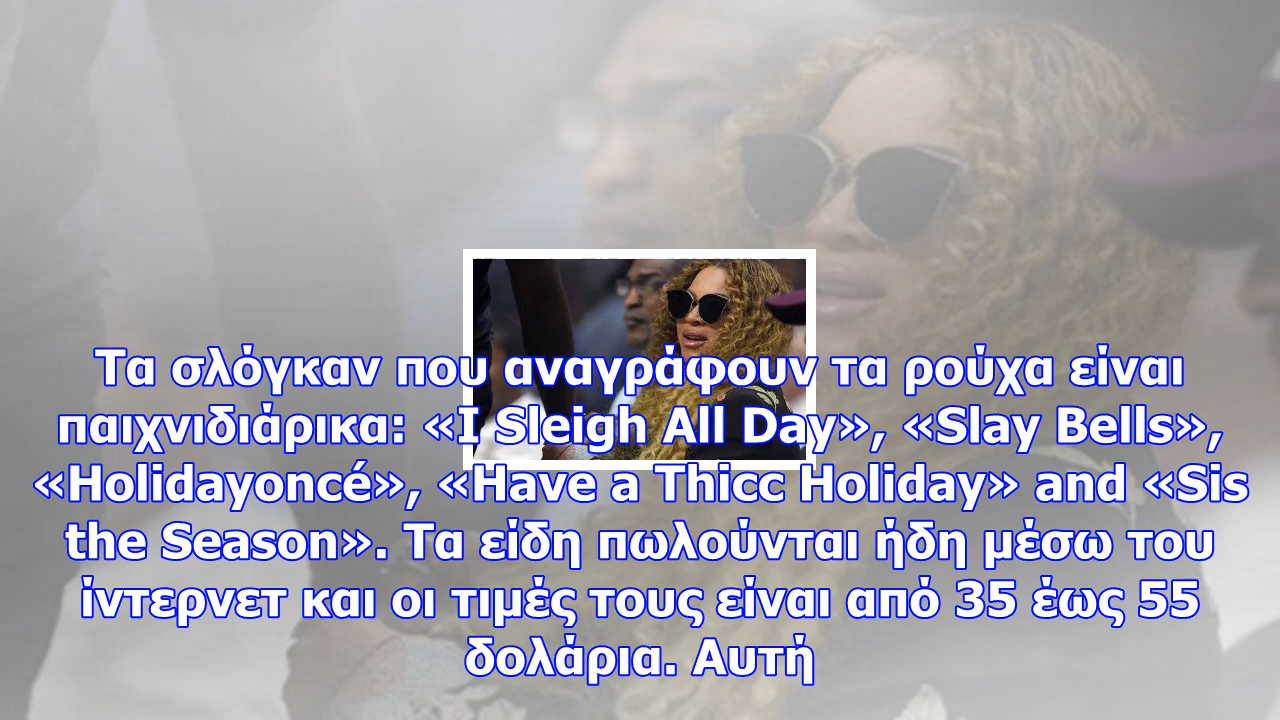 Τα σλόγκαν που αναγράφουν τα ρούχα είναι
παιχνιδιάρικα: «I Sleigh All Day», «Slay Bells»,
«Holidayoncé», «Have a Thicc Holiday» and «Sis
the Season». Τα είδη πωλούνται ήδη μέσω του
ίντερνετ και οι τιμές τους είναι από 35 έως 55
δολάρια. Αυτή